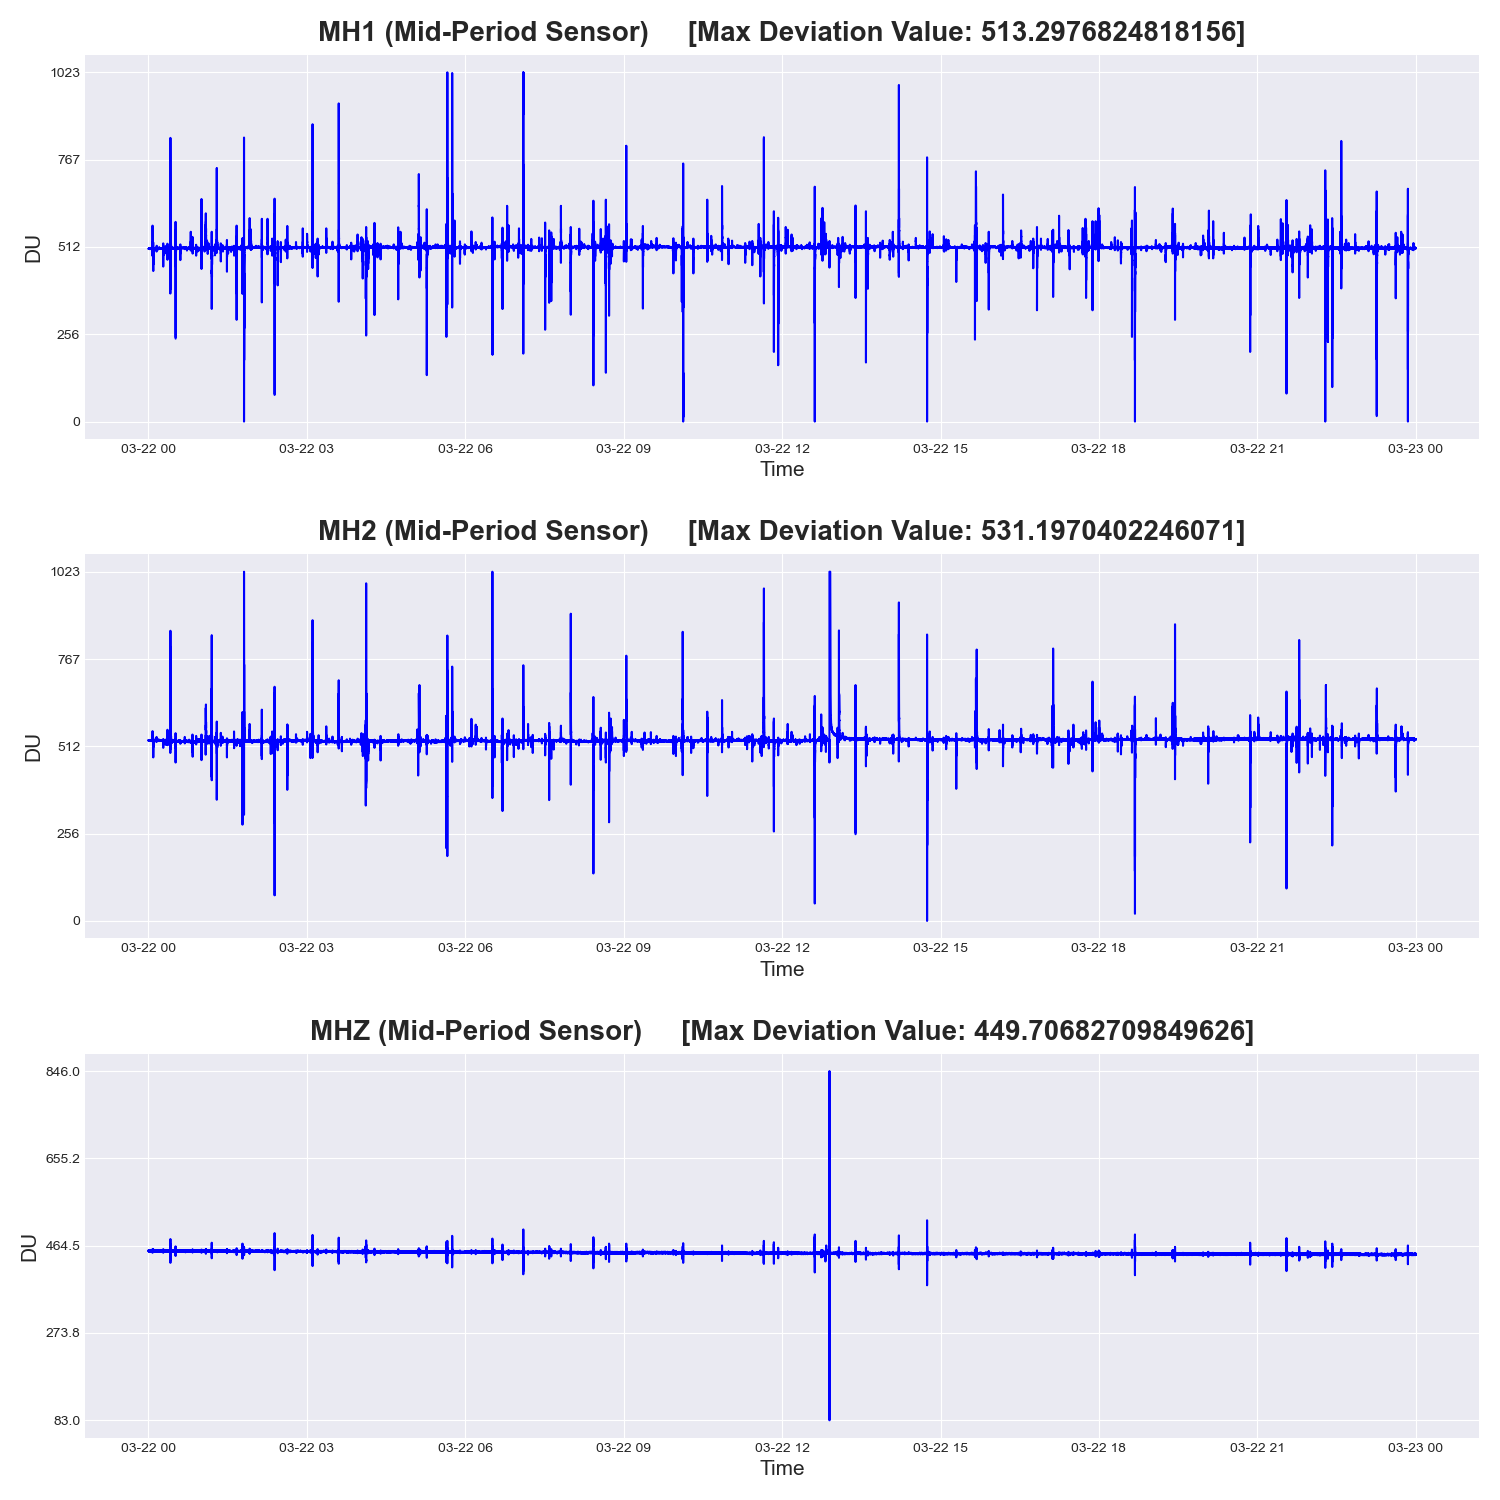 MH1 (Mid-Period Sensor) [Max Deviation Value: 513.2976824818156]
1023
767
512
256
0
DU
03-22 00 03-22 03 03-22 06 03-22 09 03-22 12 03-22 15 03-22 18 03-22 21 03-23 00
Time
MH2 (Mid-Period Sensor) [Max Deviation Value: 531.1970402246071]
1023
767
512
256
0
DU
03-22 00 03-22 03 03-22 06 03-22 09 03-22 12 03-22 15 03-22 18 03-22 21 03-23 00
Time
MHZ (Mid-Period Sensor) [Max Deviation Value: 449.70682709849626]
846.0
655.2
464.5
273.8
83.0
DU
03-22 00 03-22 03 03-22 06 03-22 09 03-22 12 03-22 15 03-22 18 03-22 21 03-23 00
Time